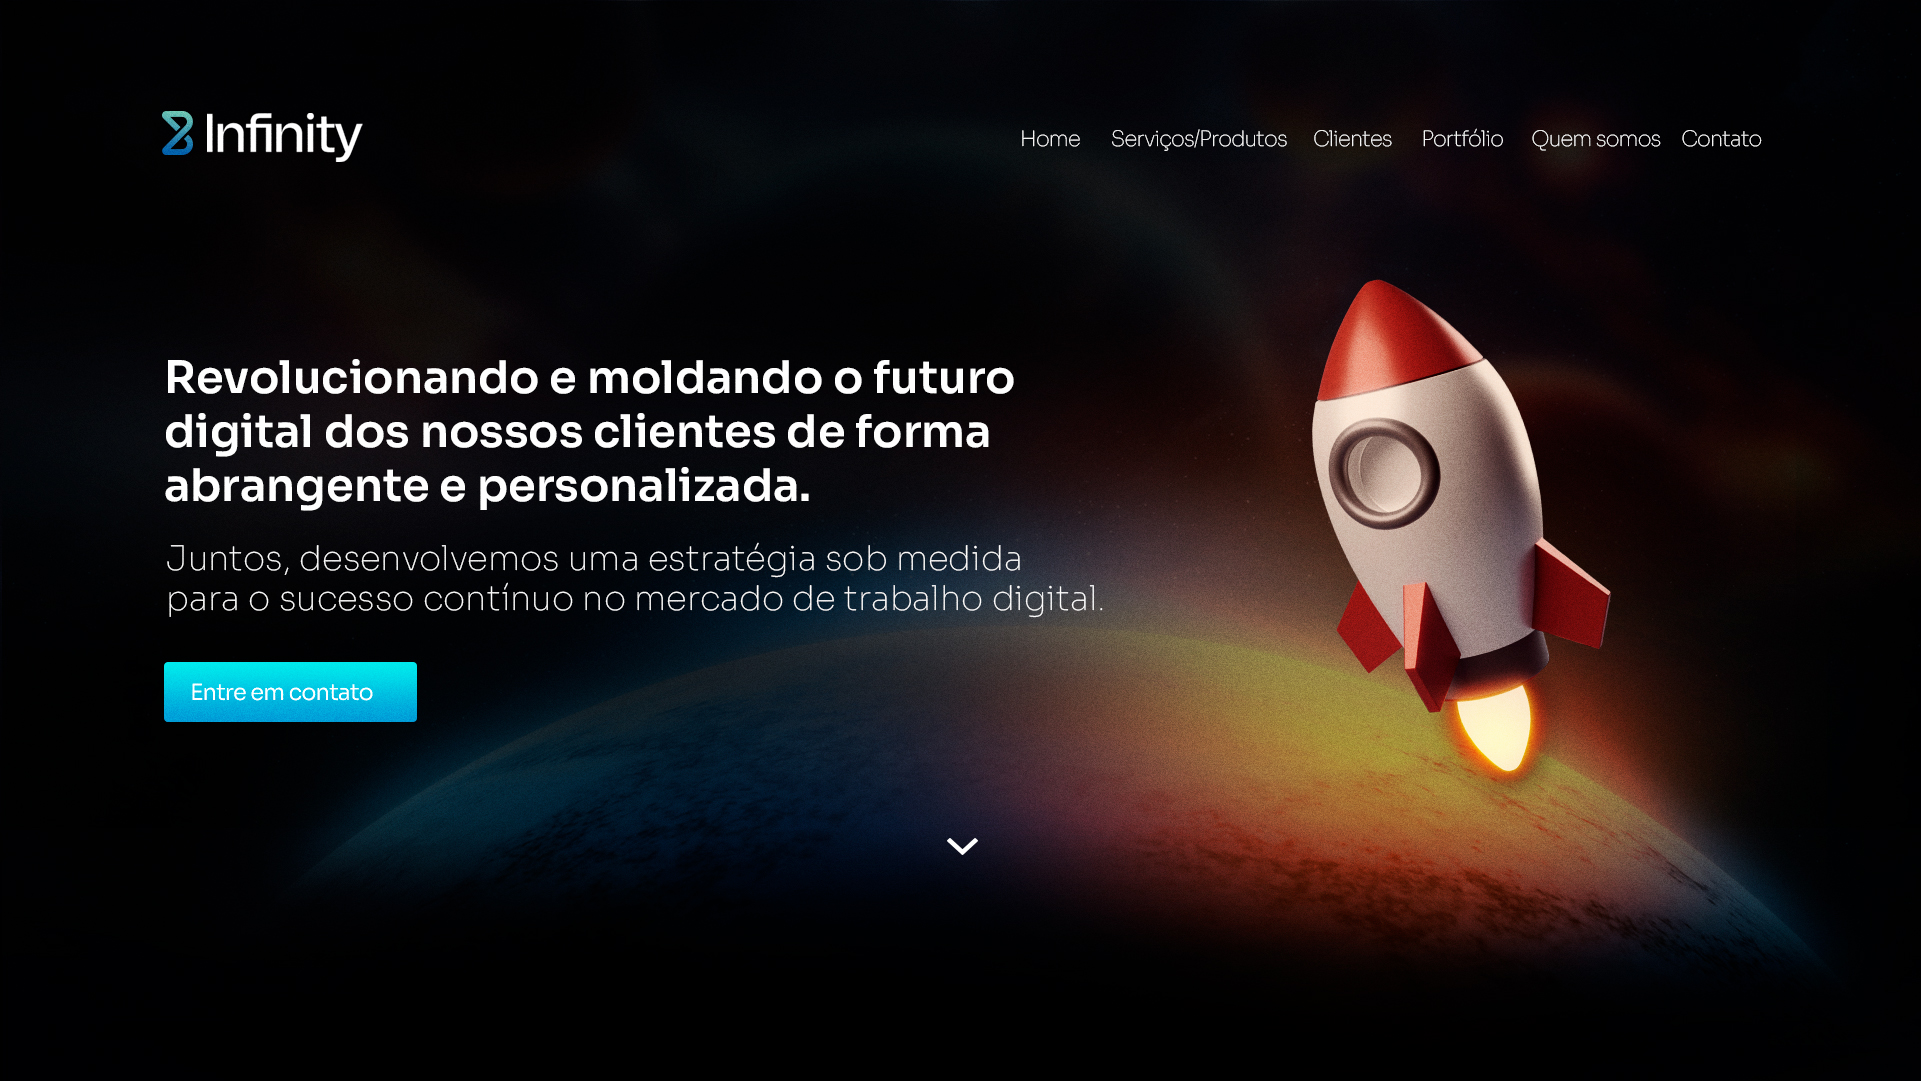 Infinity
Home Serviços/Produtos Clientes Portfólio Quem somos Contato
Revolucionando e moldando o futuro
digital dos nossos clientes de forma
abrangente e personalizada.
Juntos, desenvolvemos uma estratégia sob medida
para o sucesso contínuo no mercado de trabalho digital.
Entre em contato